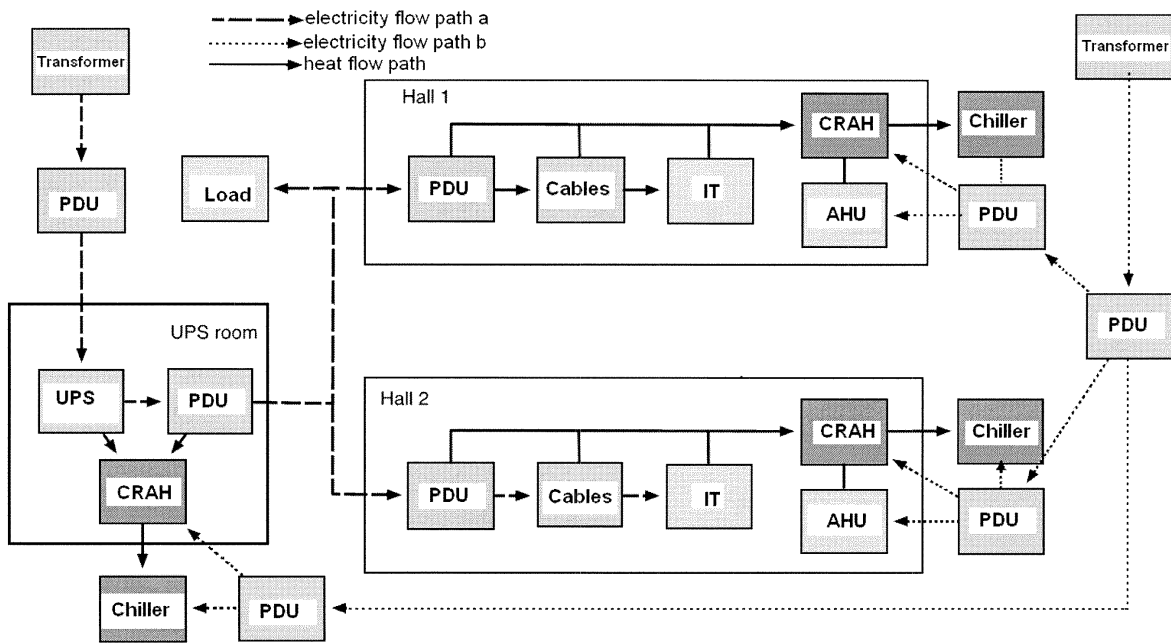 electricity flow path a
electricity flow path b
heat flow path
Transformer
Transformer
Hall 1
CRAH
Chiller
PDU
Load
PDU
Cables
IT
AHU
PDU
PDU
UPS room
UPS
PDU
Hall 2
CRAH
Chiller
PDU
Cables
IT
AHU
PDU
CRAH
Chiller
PDU